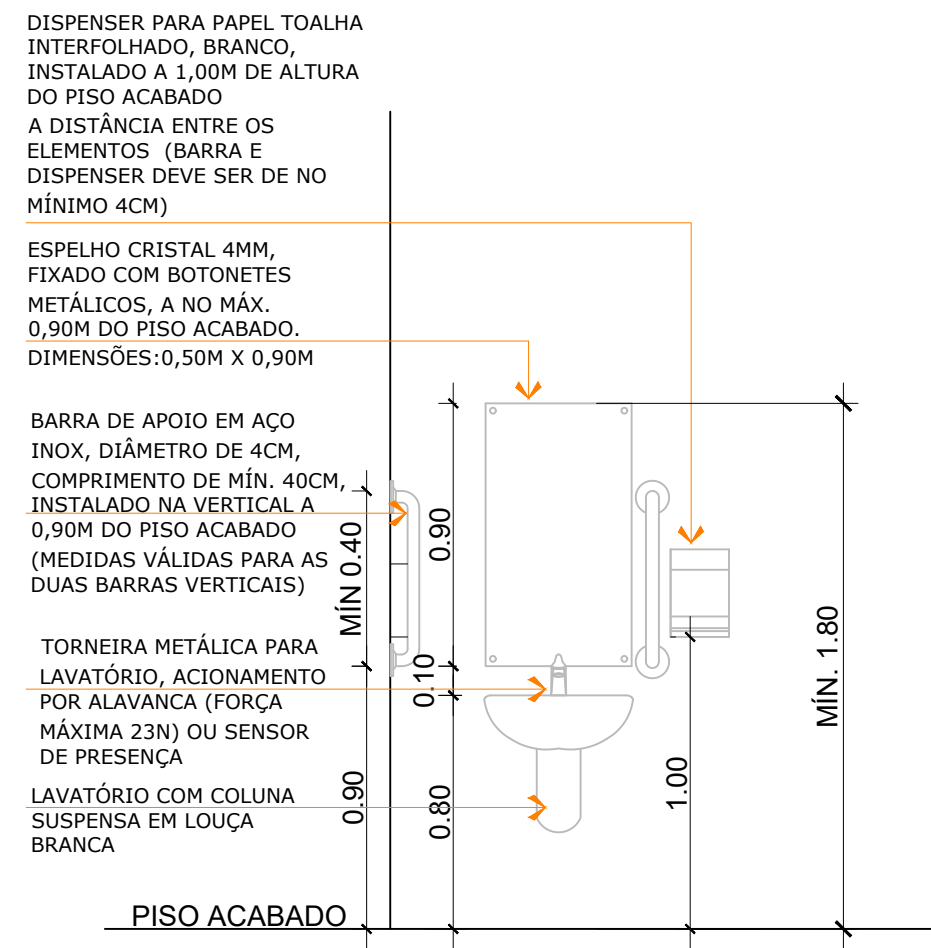 DISPENSER PARA PAPEL TOALHA
INTERFOLHADO, BRANCO,
INSTALADO A 1,00M DE ALTURA
DO PISO ACABADO
A DISTÂNCIA ENTRE OS
ELEMENTOS (BARRA E
DISPENSER DEVE SER DE NO
MÍNIMO 4CM)
ESPELHO CRISTAL 4MM,
FIXADO COM BOTONETES
METÁLICOS, A NO MÁX.
0,90M DO PISO ACABADO.
DIMENSÕES:0,50M X 0,90M
BARRA DE APOIO EM AÇO
INOX, DIÂMETRO DE 4CM,
COMPRIMENTO DE MÍN. 40CM,
INSTALADO NA VERTICAL A
0,90M DO PISO ACABADO
(MEDIDAS VÁLIDAS PARA AS
DUAS BARRAS VERTICAIS)
TORNEIRA METÁLICA PARA
LAVATÓRIO, ACIONAMENTO
POR ALAVANCA (FORÇA
MÁXIMA 23N) OU SENSOR
DE PRESENÇA
LAVATÓRIO COM COLUNA
SUSPENSA EM LOUÇA
BRANCA
MÍN 0.40
0.90
0.90
0.10
0.80
1.00
MÍN. 1.80
PISO ACABADO